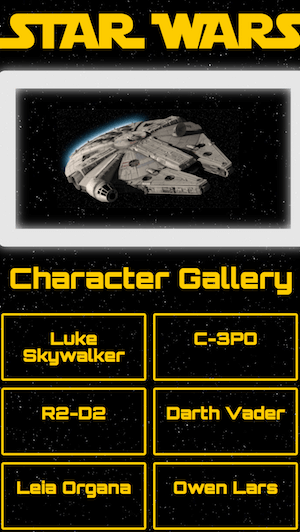 STAR WARS
Character Gallery
Luke
Skywalker
C-3PO
R2-D2
Darth Vader
Leia Organa
Owen Lars